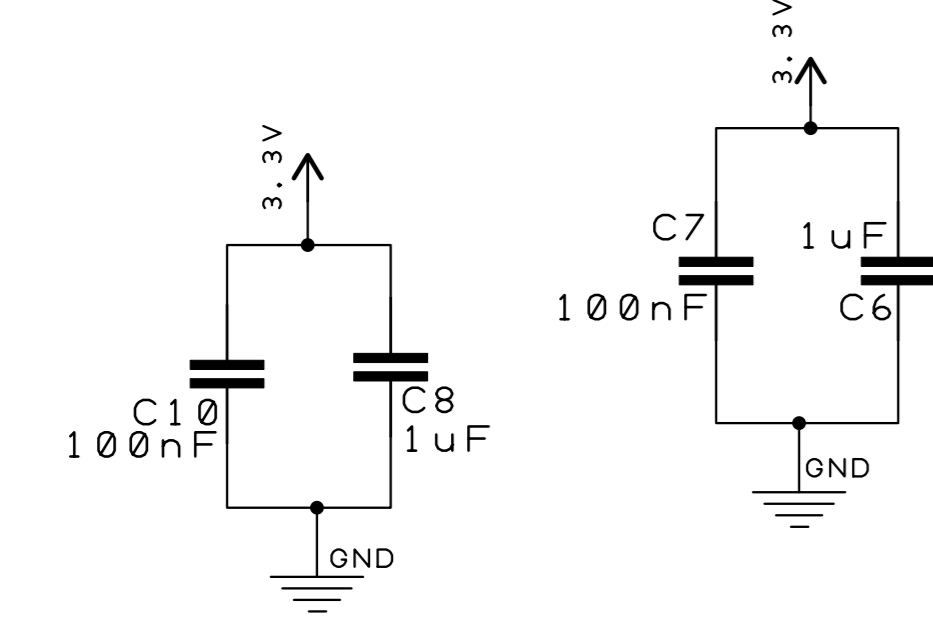 3.3V
C10
100nF
C8
1uF
GND
3.3V
C7
100nF
1uF
C6
GND